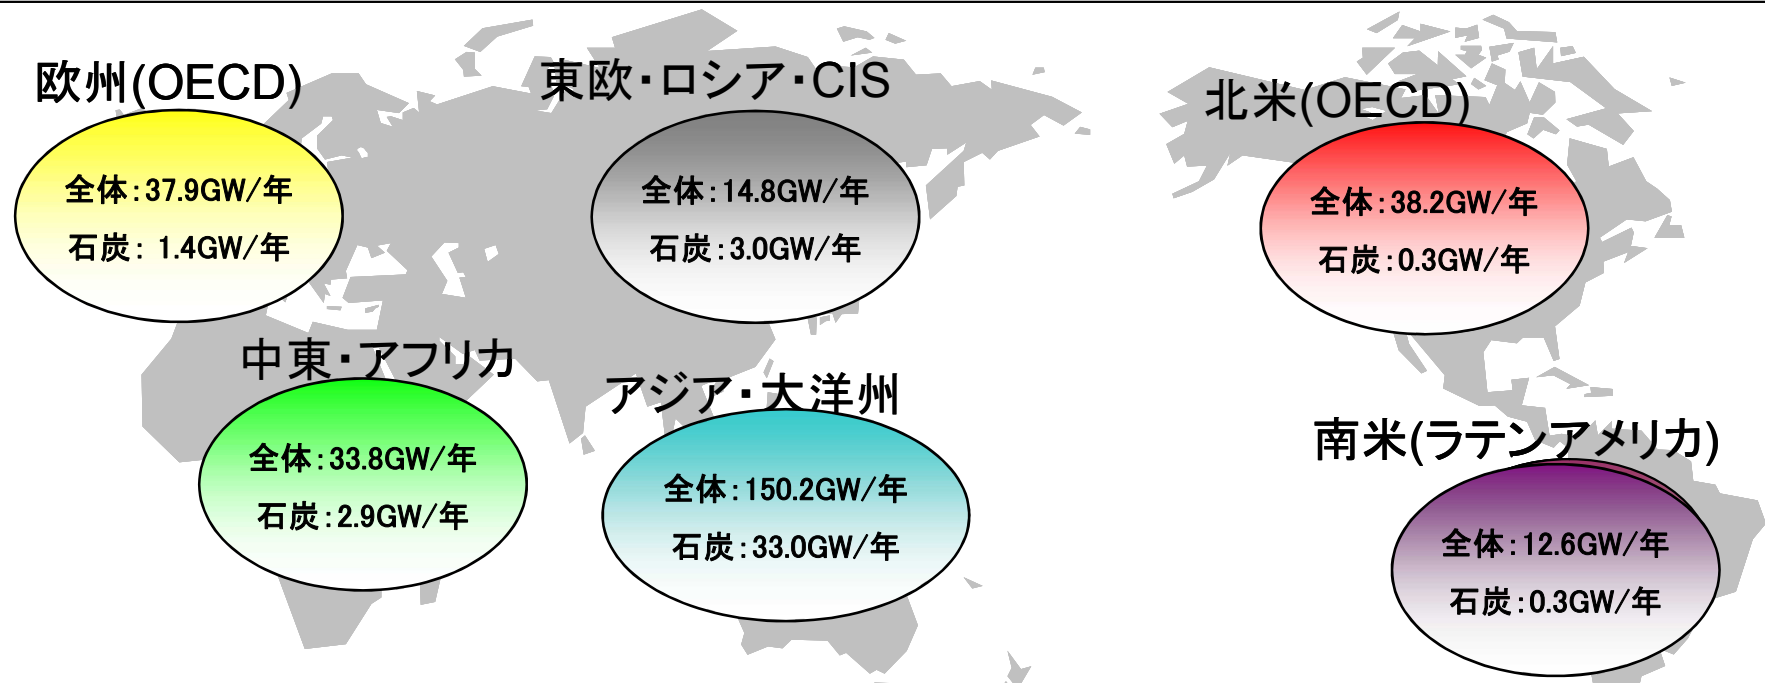 欧州(OECD)
全体:37.9GW/年
石炭: 1.4GW/年
東欧・ロシア・CIS
全体:14.8GW/年
石炭:3.0GW/年
北米(OECD)
全体:38.2GW/年
石炭:0.3GW/年
中東・アフリカ
全体:33.8GW/年
石炭:2.9GW/年
アジア・大洋州
全体:150.2GW/年
石炭:33.0GW/年
南米(ラテンアメリカ)
全体:12.6GW/年
石炭:0.3GW/年